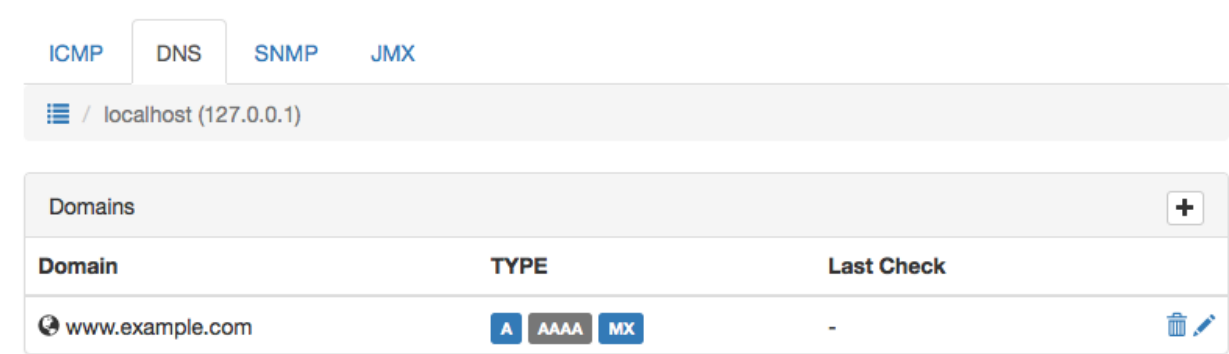 ICMP DNS SNMP JMX
/ localhost (127.0.0.1)
Domains +
Domain TYPE Last Check
www.example.com A AAAA MX -